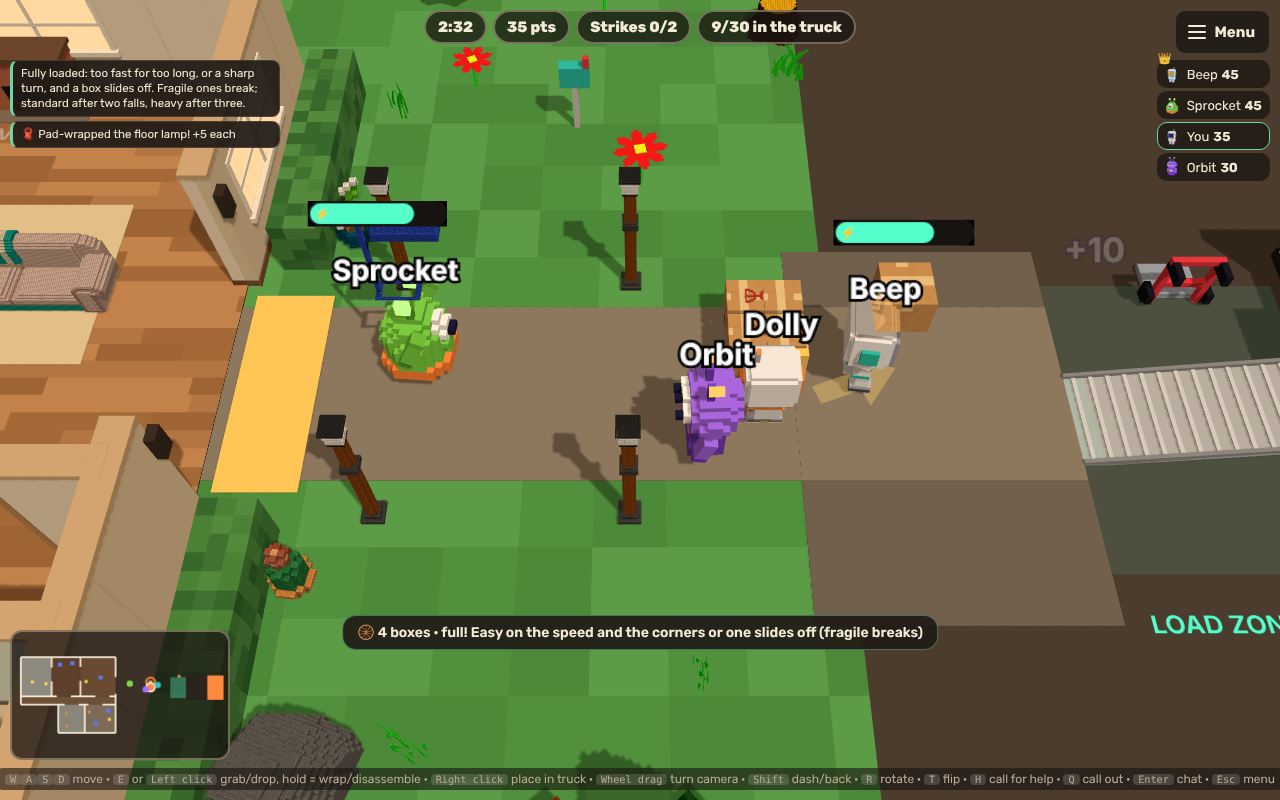 2:32
35 pts
Strikes 0/2
9/30 in the truck
Menu
Fully loaded: too fast for too long, or a sharp
turn, and a box slides off. Fragile ones break;
standard after two falls, heavy after three.
Pad-wrapped the floor lamp! +5 each
Beep 45
Sprocket 45
You 35
Orbit 30
+10
Sprocket
Beep
Dolly
Orbit
LOAD ZON
4 boxes • full! Easy on the speed and the corners or one slides off (fragile breaks)
W A S D move • E or Left click grab/drop, hold = wrap/disassemble • Right click place in truck • Wheel drag turn camera • Shift dash/back • R rotate • T flip • H call for help • Q call out • Enter chat • Esc menu